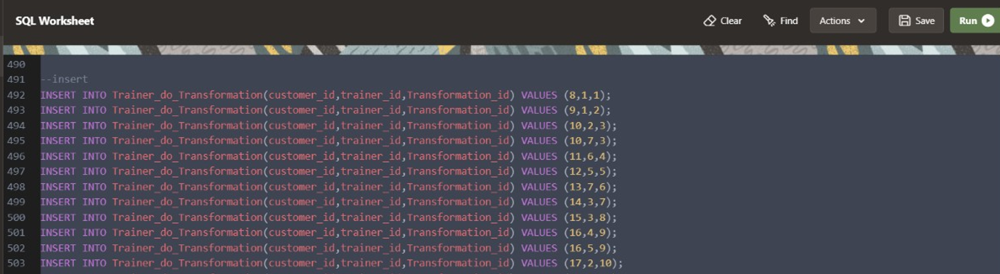 SQL Worksheet Clear Find Actions Save Run
490
491 --insert
492 INSERT INTO Trainer_do_Transformation(customer_id,trainer_id,Transformation_id) VALUES (8,1,1);
493 INSERT INTO Trainer_do_Transformation(customer_id,trainer_id,Transformation_id) VALUES (9,1,2);
494 INSERT INTO Trainer_do_Transformation(customer_id,trainer_id,Transformation_id) VALUES (10,2,3);
495 INSERT INTO Trainer_do_Transformation(customer_id,trainer_id,Transformation_id) VALUES (10,7,3);
496 INSERT INTO Trainer_do_Transformation(customer_id,trainer_id,Transformation_id) VALUES (11,6,4);
497 INSERT INTO Trainer_do_Transformation(customer_id,trainer_id,Transformation_id) VALUES (12,5,5);
498 INSERT INTO Trainer_do_Transformation(customer_id,trainer_id,Transformation_id) VALUES (13,7,6);
499 INSERT INTO Trainer_do_Transformation(customer_id,trainer_id,Transformation_id) VALUES (14,3,7);
500 INSERT INTO Trainer_do_Transformation(customer_id,trainer_id,Transformation_id) VALUES (15,3,8);
501 INSERT INTO Trainer_do_Transformation(customer_id,trainer_id,Transformation_id) VALUES (16,4,9);
502 INSERT INTO Trainer_do_Transformation(customer_id,trainer_id,Transformation_id) VALUES (16,5,9);
503 INSERT INTO Trainer_do_Transformation(customer_id,trainer_id,Transformation_id) VALUES (17,2,10);